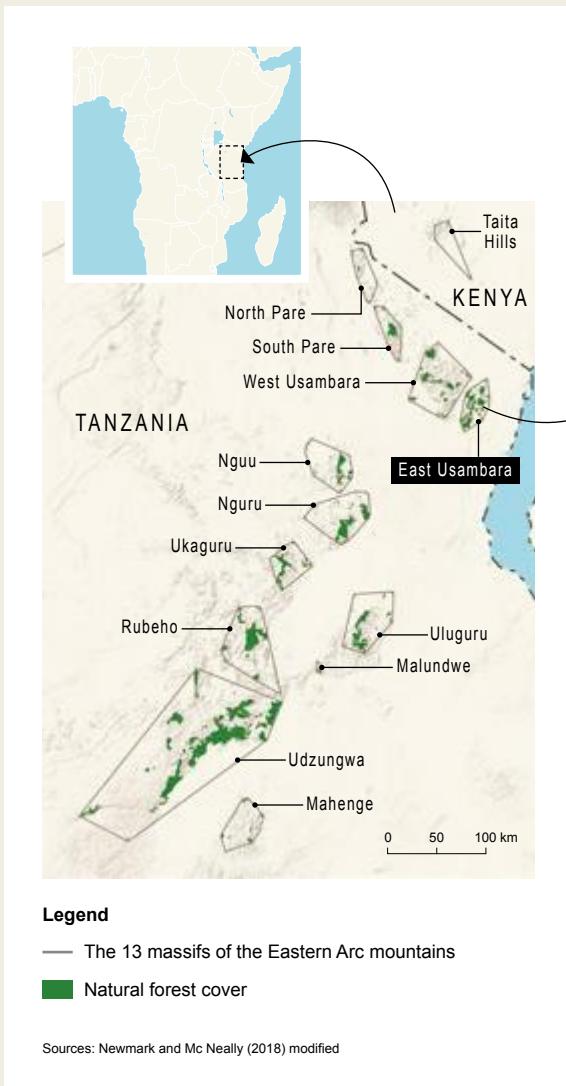 Taita
Hills
KENYA
North Pare
South Pare
West Usambara
TANZANIA
East Usambara
Nguu
Nguru
Ukaguru
Rubeho
Uluguru
Malundwe
Udzungwa
Mahenge
0 50 100 km
Legend
The 13 massifs of the Eastern Arc mountains
Natural forest cover
Sources: Newmark and Mc Neally (2018) modified